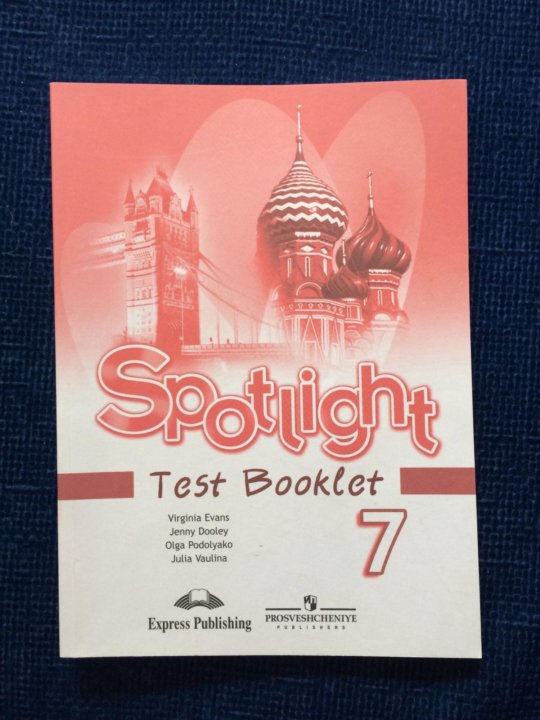 Spotlight
Test Booklet
7
Virginia Evans
Jenny Dooley
Olga Podolyako
Julia Vaulina
Express Publishing
PROSVESHCHENIYE
PUBLISHERS